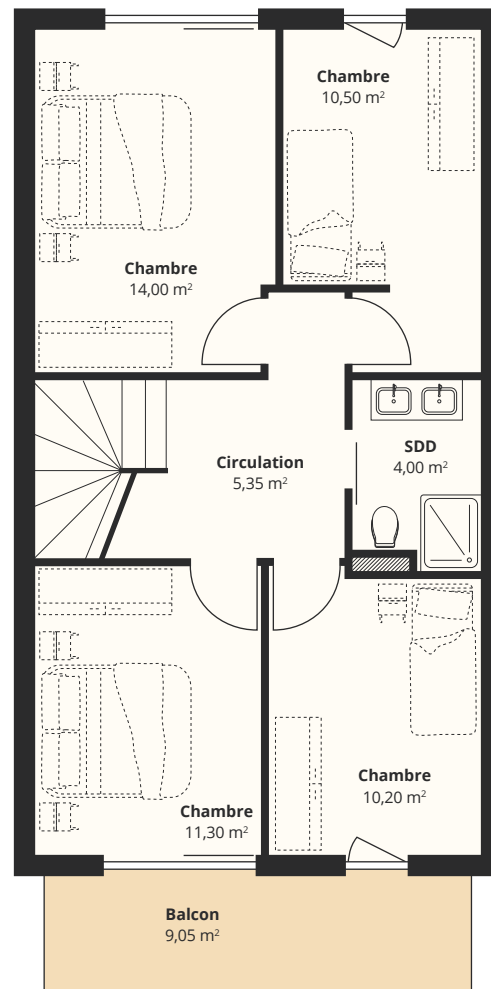 Chambre
10,50 m²
Chambre
14,00 m²
Circulation
5,35 m²
SDD
4,00 m²
Chambre
11,30 m²
Chambre
10,20 m²
Balcon
9,05 m²